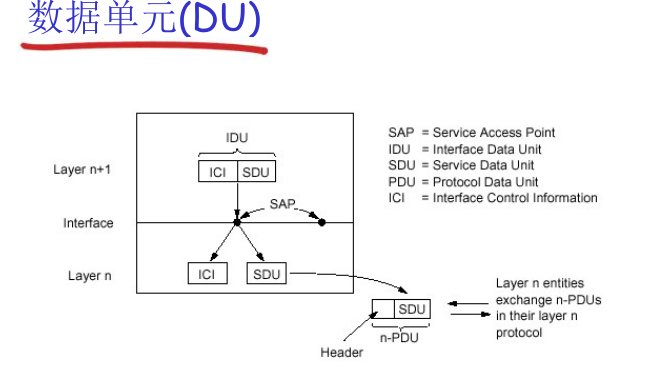 数据单元(DU)
IDU
ICI SDU
Layer n+1
SAP
Interface
Layer n
ICI SDU
SDU
n-PDU
Header
SAP = Service Access Point
IDU = Interface Data Unit
SDU = Service Data Unit
PDU = Protocol Data Unit
ICI = Interface Control Information
Layer n entities
exchange n-PDUs
in their layer n
protocol